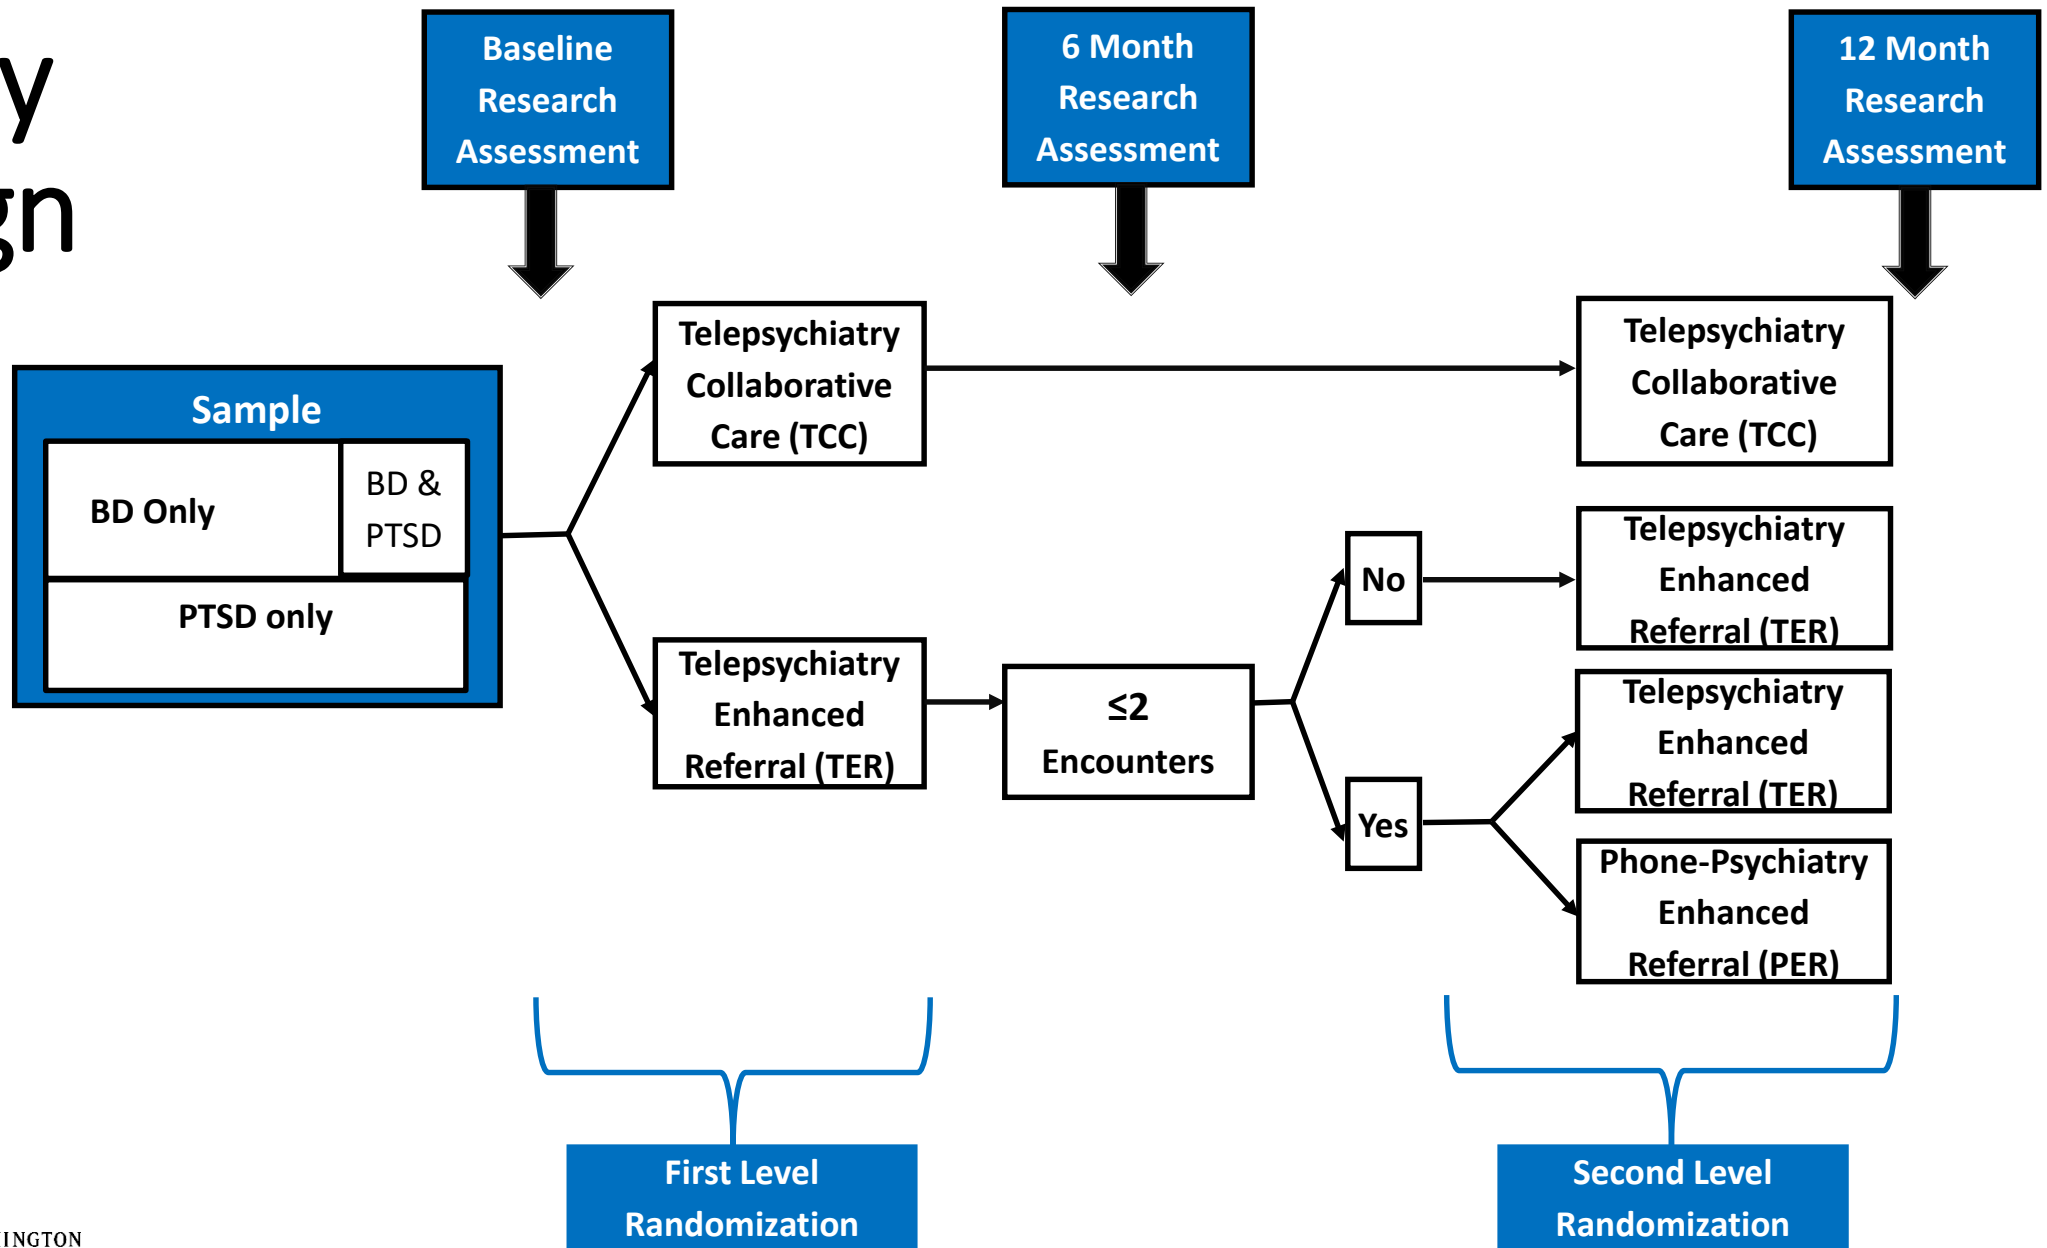 Baseline
Research
Assessment
6 Month
Research
Assessment
12 Month
Research
Assessment
Sample
BD Only
BD &
PTSD
PTSD only
Telepsychiatry
Collaborative
Care (TCC)
Telepsychiatry
Enhanced
Referral (TER)
≤2
Encounters
No
Yes
Telepsychiatry
Collaborative
Care (TCC)
Telepsychiatry
Enhanced
Referral (TER)
Telepsychiatry
Enhanced
Referral (TER)
Phone-Psychiatry
Enhanced
Referral (PER)
First Level
Randomization
Second Level
Randomization